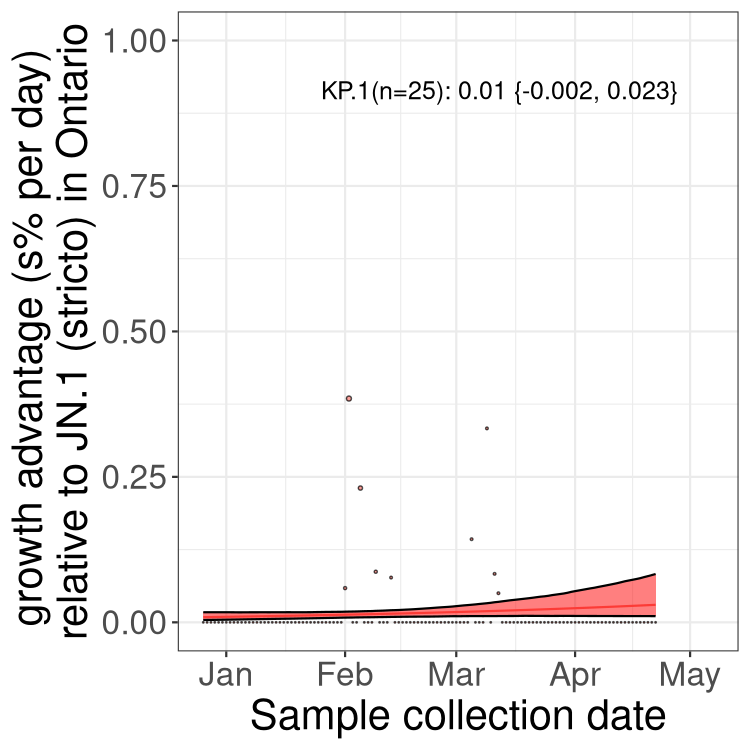 KP.1(n=25): 0.01 {-0.002, 0.023}
growth advantage (s% per day)
relative to JN.1 (stricto) in Ontario
1.00
0.75
0.50
0.25
0.00
Jan Feb Mar Apr May
Sample collection date